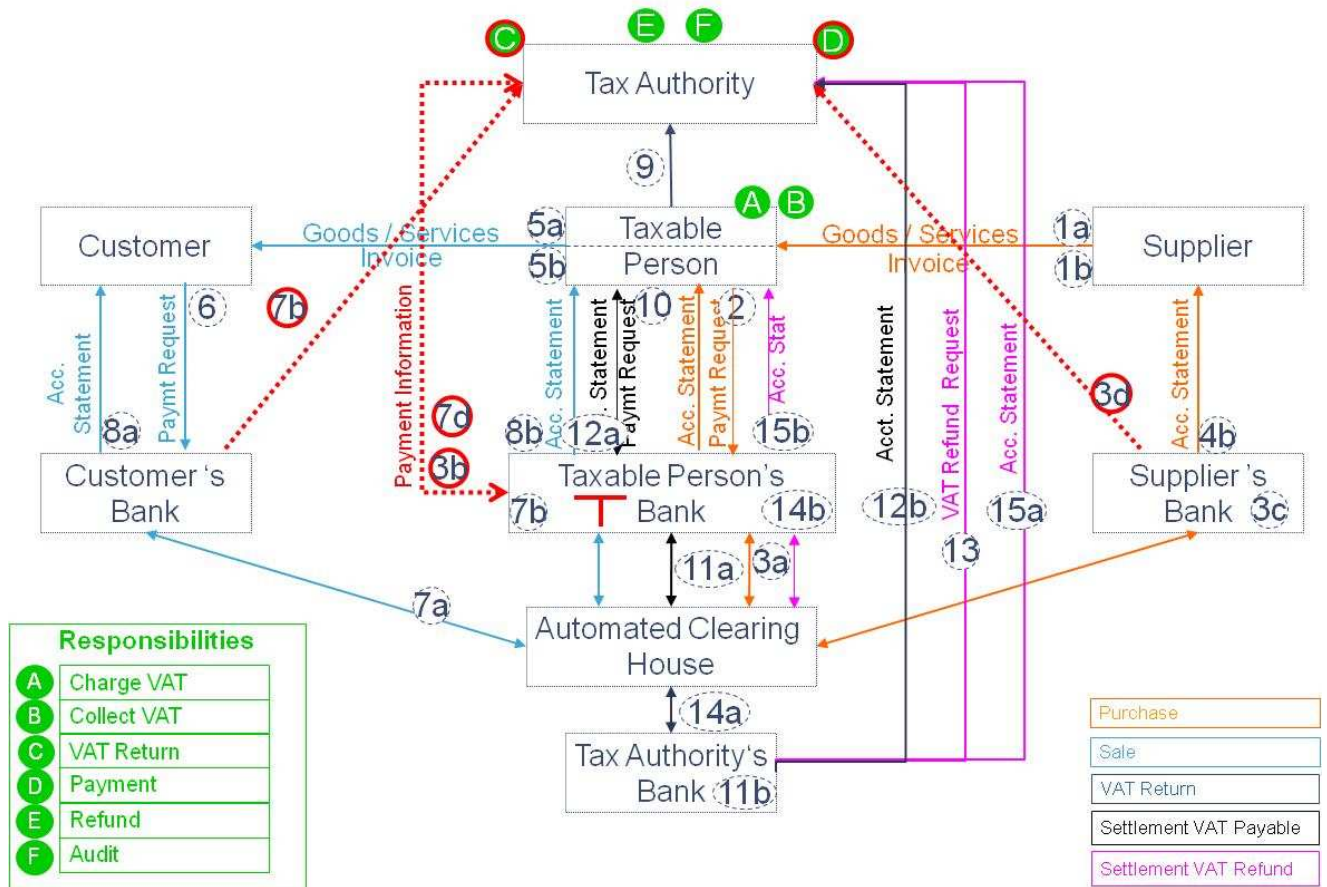 C
E
F
D
Tax Authority
9
A
B
Customer
5a
5b
Goods / Services
Invoice
Taxable
Person
Goods / Services
Invoice
1a
1b
Supplier
6
7b
10
2
Acc.
Statement
Paymt Request
Payment Information
Acc. Statement
. Statement
Paymt Request
Acc. Statement
Paymt Request
Acc. Stat
Acct. Statement
VAT Refund Request
Acc. Statement
3d
Acc. Statement
8a
7d
3b
8b
12a
15b
4b
Customer 's
Bank
Taxable Person's
Bank
7b
14b
12b
15a
13
Supplier 's
Bank
3c
11a
3a
7a
Automated Clearing
House
14a
Tax Authority's
Bank
11b
Responsibilities
A Charge VAT
B Collect VAT
C VAT Return
D Payment
E Refund
F Audit
Purchase
Sale
VAT Return
Settlement VAT Payable
Settlement VAT Refund